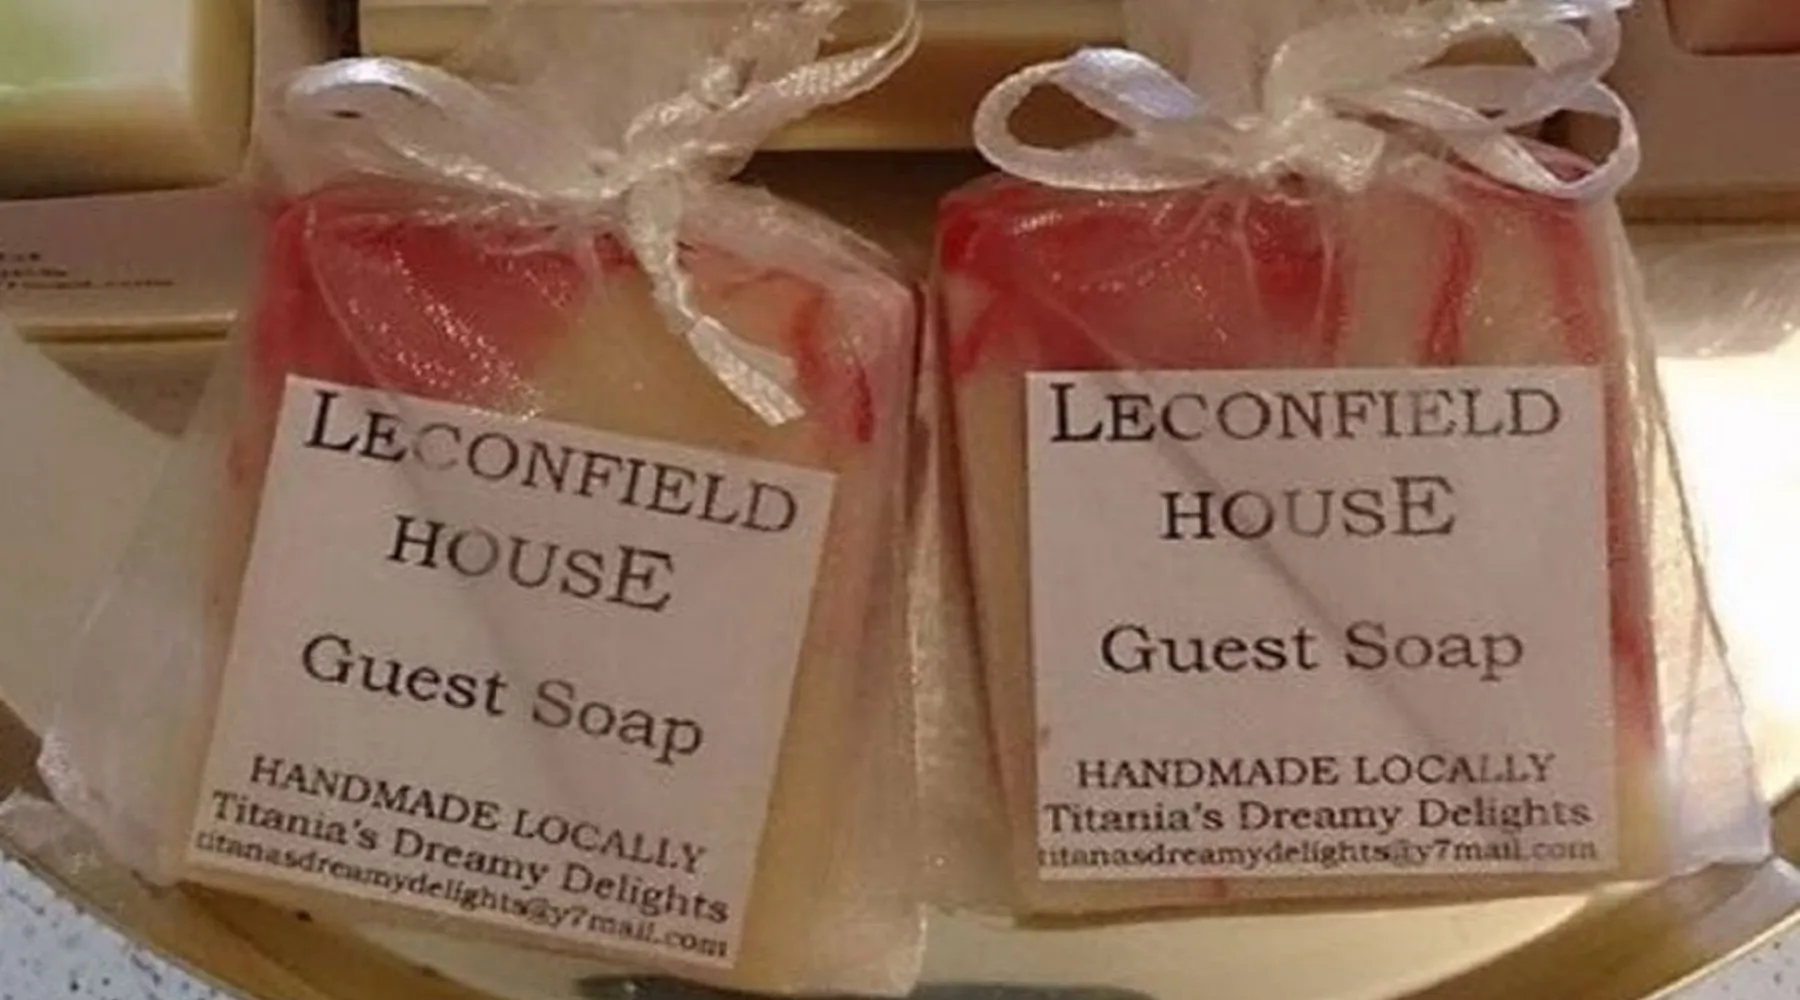 LECONFIELD
HOUSE
Guest Soap
HANDMADE LOCALLY
Titania's Dreamy Delights
titanasdreamydelights@y7mail.com
LECONFIELD
HOUSE
Guest Soap
HANDMADE LOCALLY
Titania's Dreamy Delights
titanasdreamydelights@y7mail.com